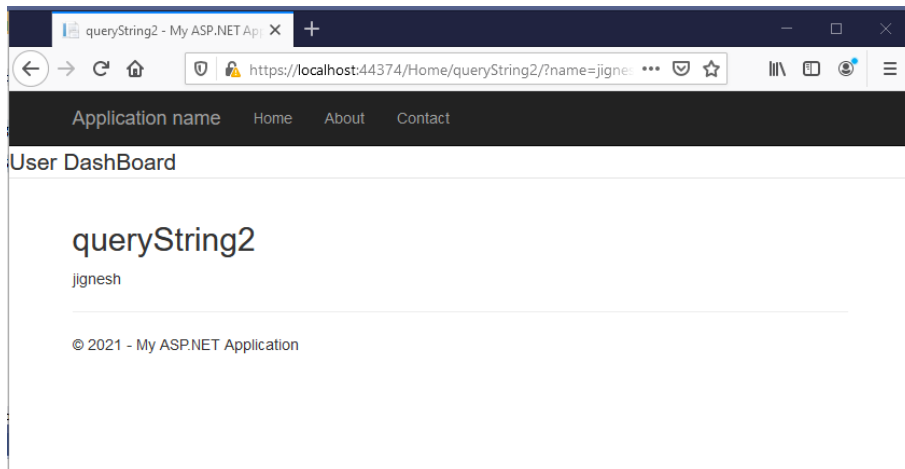 queryString2 - My ASP.NET Ap
https://localhost:44374/Home/queryString2/?name=jigne
Application name Home About Contact
User DashBoard
queryString2
jignesh
© 2021 - My ASP.NET Application